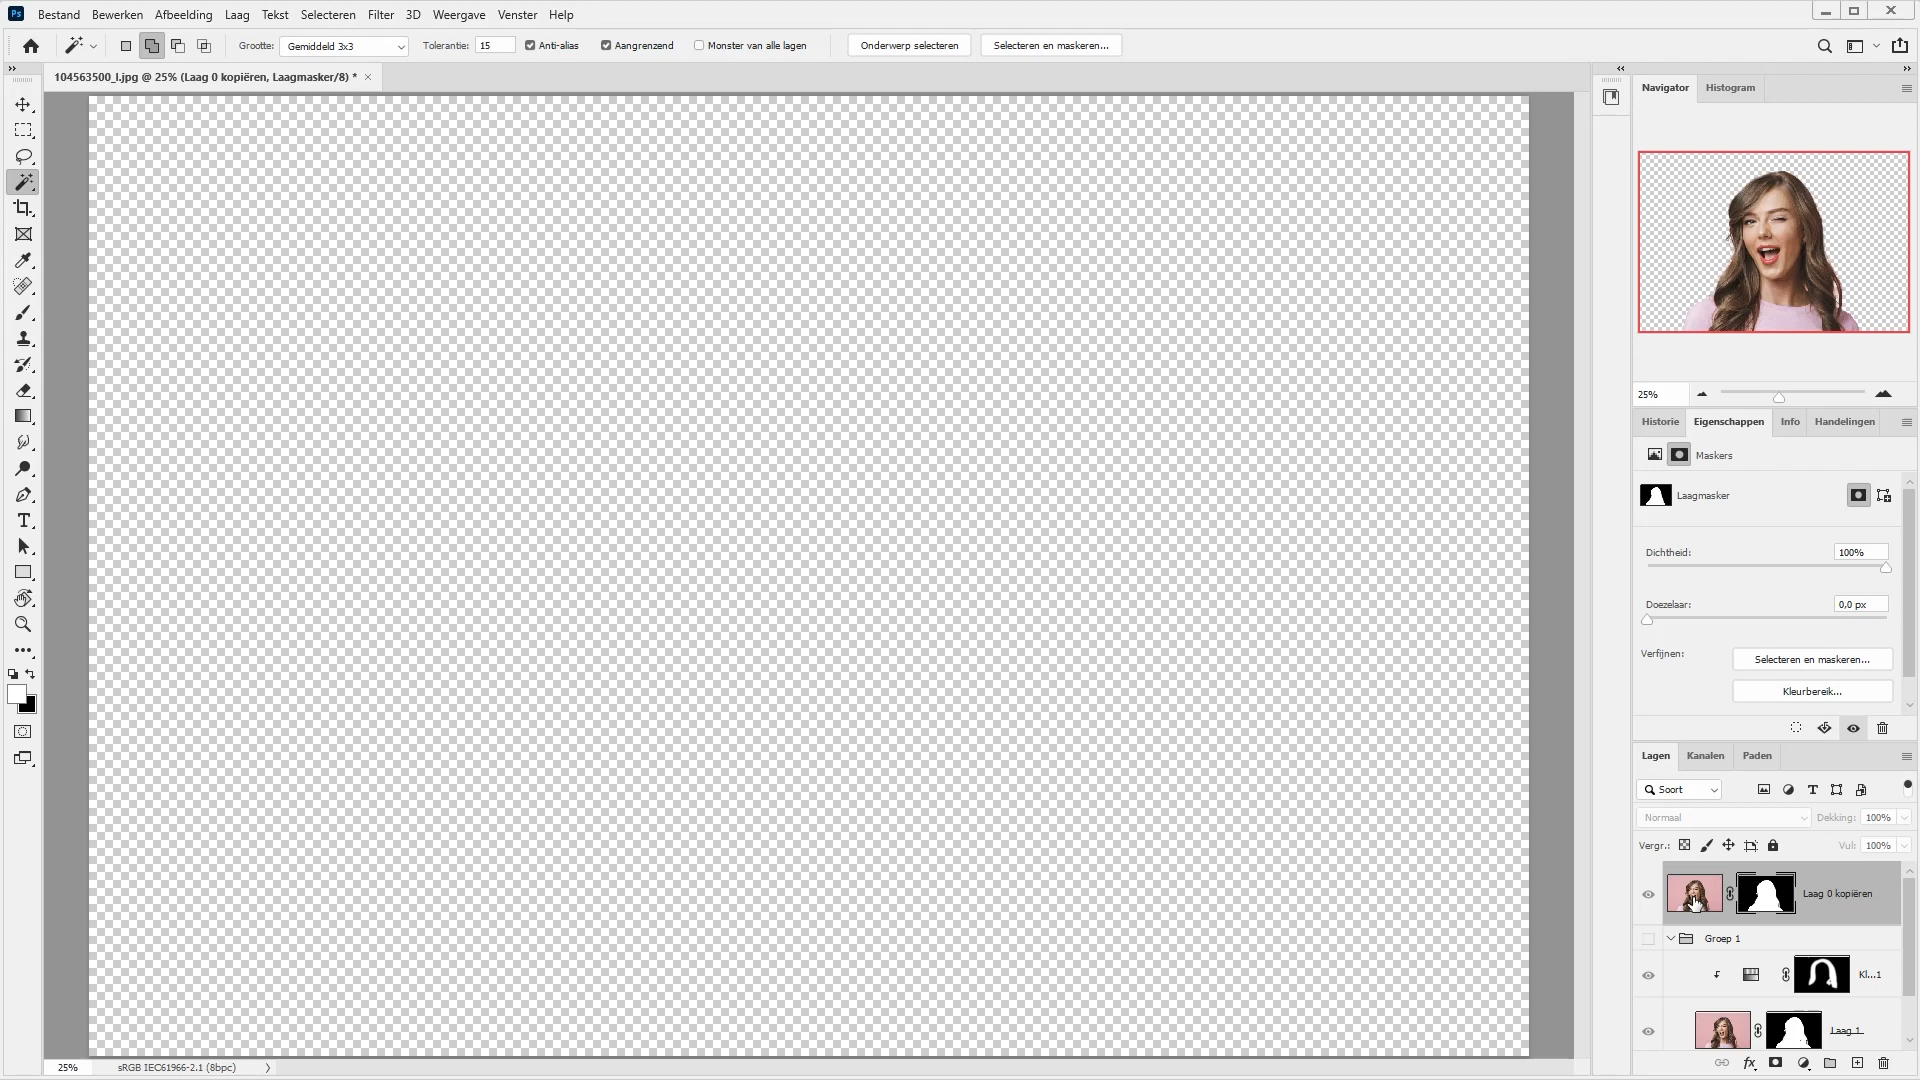 Ps Bestand Bewerken Afbeelding Laag Tekst Selecteren Filter 3D Weergave Venster Help
Grootte: Gemiddeld 3x3 Tolerantie: 15 Anti-alias Aangrenzend Monster van alle lagen Onderwerp selecteren Selecteren en maskeren...
104563500_l.jpg @ 25% (Laag 0 kopiëren, Laagmasker/8) *
Navigator Histogram
25%
Historie Eigenschappen Info Handelingen
Maskers
Laagmasker
Dichtheid: 100%
Doezelaar: 0,0 px
Verfijnen: Selecteren en maskeren...
Kleurbereik...
Lagen Kanalen Paden
Soort
Normaal Dekking: 100%
Vergr.: Vul: 100%
Laag 0 kopiëren
Groep 1
Kl...1
Laag 1
25% sRGB IEC61966-2.1 (8bpc)